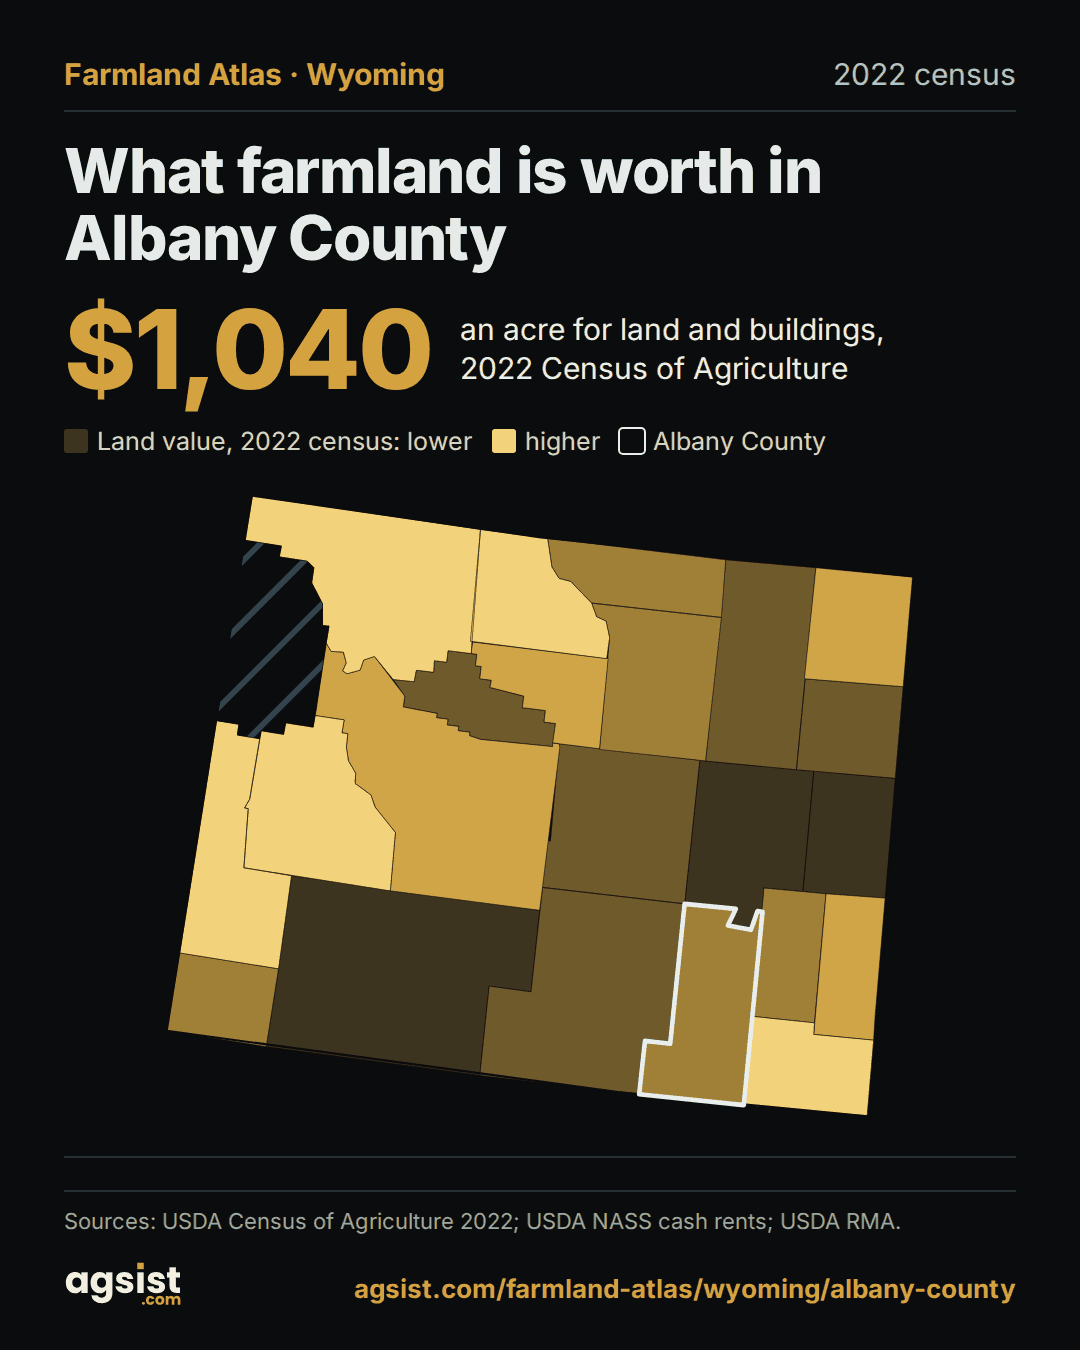 Farmland Atlas · Wyoming
2022 census
What farmland is worth in
Albany County
$1,040
an acre for land and buildings,
2022 Census of Agriculture
Land value, 2022 census: lower
higher
Albany County
Sources: USDA Census of Agriculture 2022; USDA NASS cash rents; USDA RMA.
agsist
.com
agsist.com/farmland-atlas/wyoming/albany-county